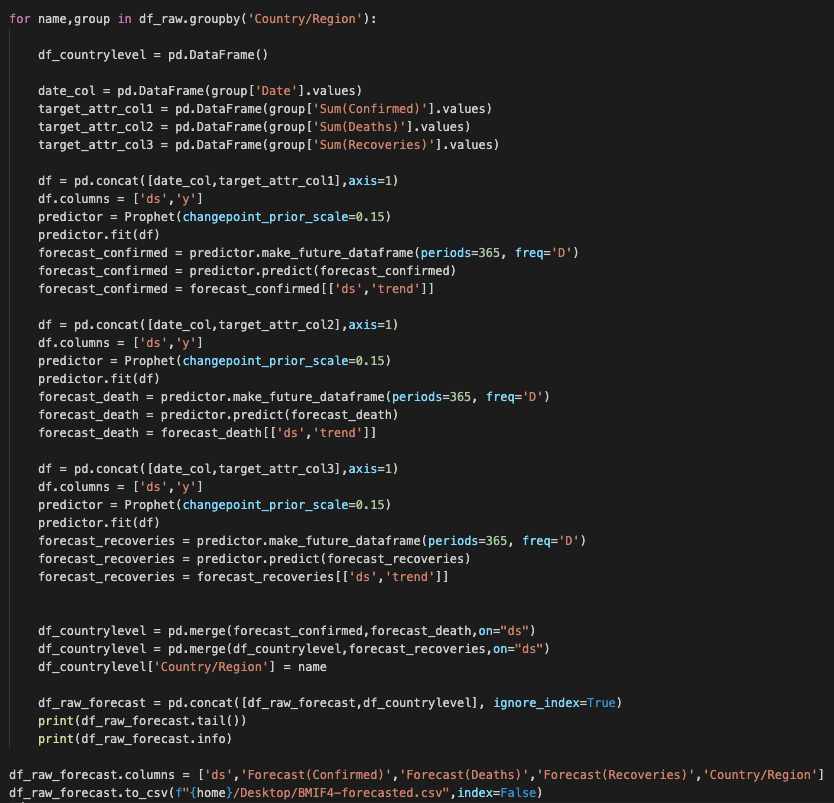 for name,group in df_raw.groupby('Country/Region'):
df_countrylevel = pd.DataFrame()
date_col = pd.DataFrame(group['Date'].values)
target_attr_col1 = pd.DataFrame(group['Sum(Confirmed)'].values)
target_attr_col2 = pd.DataFrame(group['Sum(Deaths)'].values)
target_attr_col3 = pd.DataFrame(group['Sum(Recoveries)'].values)
df = pd.concat([date_col,target_attr_col1],axis=1)
df.columns = ['ds','y']
predictor = Prophet(changepoint_prior_scale=0.15)
predictor.fit(df)
forecast_confirmed = predictor.make_future_dataframe(periods=365, freq='D')
forecast_confirmed = predictor.predict(forecast_confirmed)
forecast_confirmed = forecast_confirmed[['ds','trend']]
df = pd.concat([date_col,target_attr_col2],axis=1)
df.columns = ['ds','y']
predictor = Prophet(changepoint_prior_scale=0.15)
predictor.fit(df)
forecast_death = predictor.make_future_dataframe(periods=365, freq='D')
forecast_death = predictor.predict(forecast_death)
forecast_death = forecast_death[['ds','trend']]
df = pd.concat([date_col,target_attr_col3],axis=1)
df.columns = ['ds','y']
predictor = Prophet(changepoint_prior_scale=0.15)
predictor.fit(df)
forecast_recoveries = predictor.make_future_dataframe(periods=365, freq='D')
forecast_recoveries = predictor.predict(forecast_recoveries)
forecast_recoveries = forecast_recoveries[['ds','trend']]
df_countrylevel = pd.merge(forecast_confirmed,forecast_death,on="ds")
df_countrylevel = pd.merge(df_countrylevel,forecast_recoveries,on="ds")
df_countrylevel['Country/Region'] = name
df_raw_forecast = pd.concat([df_raw_forecast,df_countrylevel], ignore_index=True)
print(df_raw_forecast.tail())
print(df_raw_forecast.info)
df_raw_forecast.columns = ['ds','Forecast(Confirmed)','Forecast(Deaths)','Forecast(Recoveries)','Country/Region']
df_raw_forecast.to_csv(f"{home}/Desktop/BMIF4-forecasted.csv",index=False)